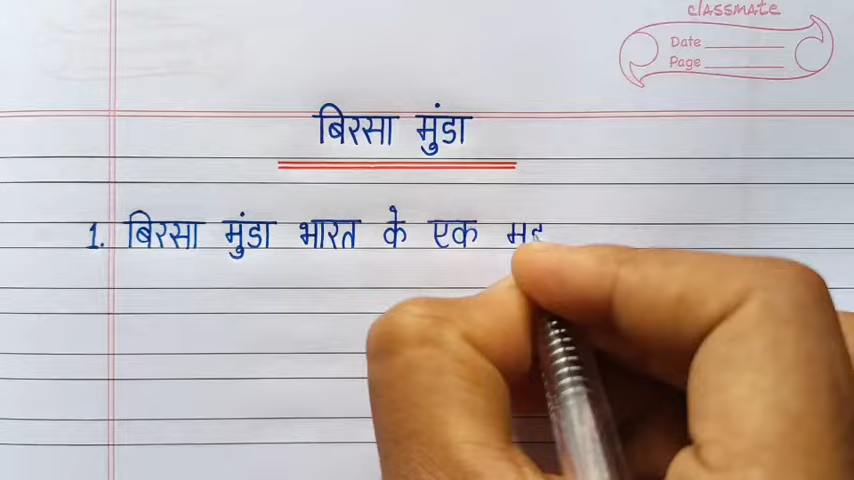 classmate
Date
Page
बिरसा मुंडा
1. बिरसा मुंडा भारत के एक